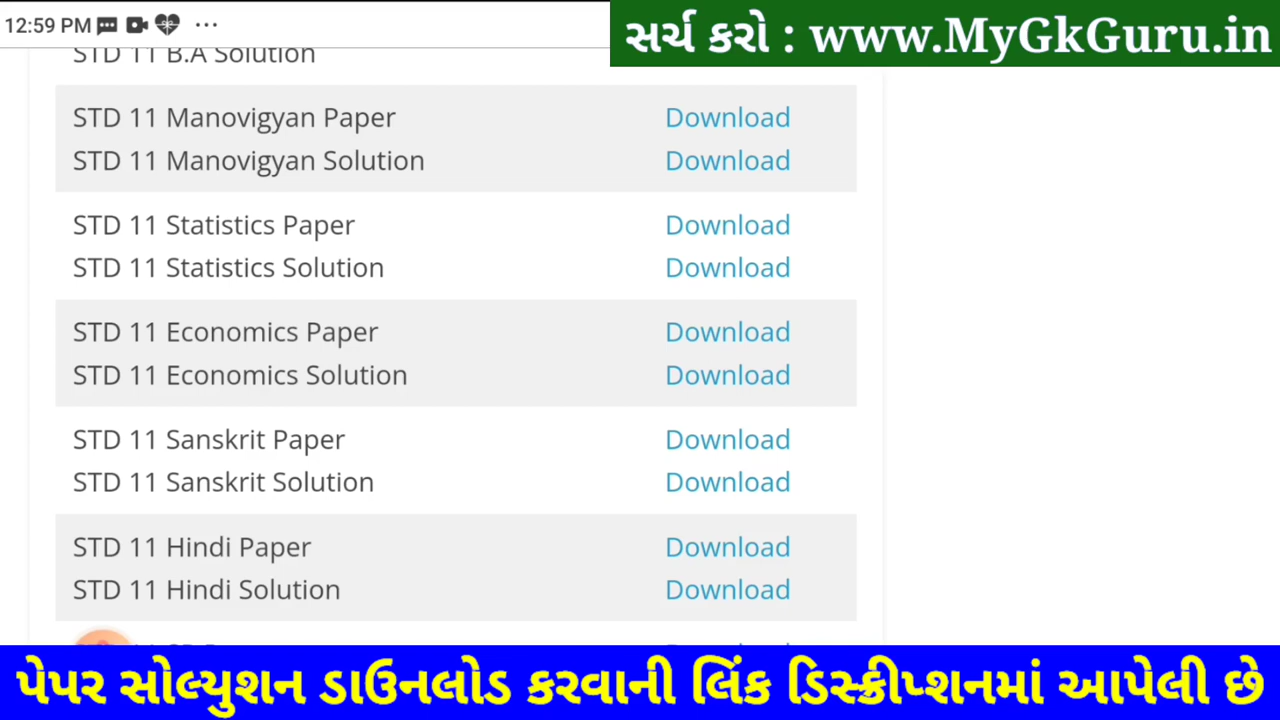 12:59 PM
સર્ચ કરો : www.MyGkGuru.in
STD 11 B.A Solution
STD 11 Manovigyan Paper Download
STD 11 Manovigyan Solution Download
STD 11 Statistics Paper Download
STD 11 Statistics Solution Download
STD 11 Economics Paper Download
STD 11 Economics Solution Download
STD 11 Sanskrit Paper Download
STD 11 Sanskrit Solution Download
STD 11 Hindi Paper Download
STD 11 Hindi Solution Download
પેપર સોલ્યુશન ડાઉનલોડ કરવાની લિંક ડિસ્ક્રીપ્શનમાં આપેલી છે